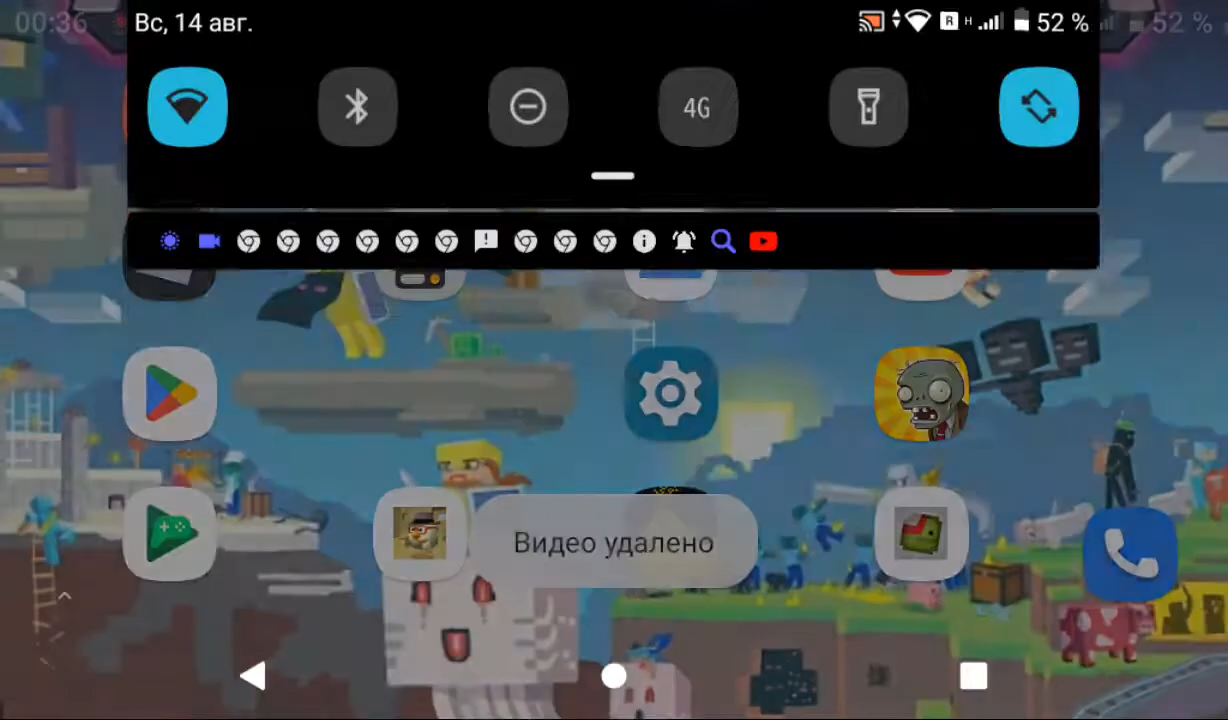 00:36
Вс, 14 авг.
R
H
52 %
52 %
4G
Видео удалено